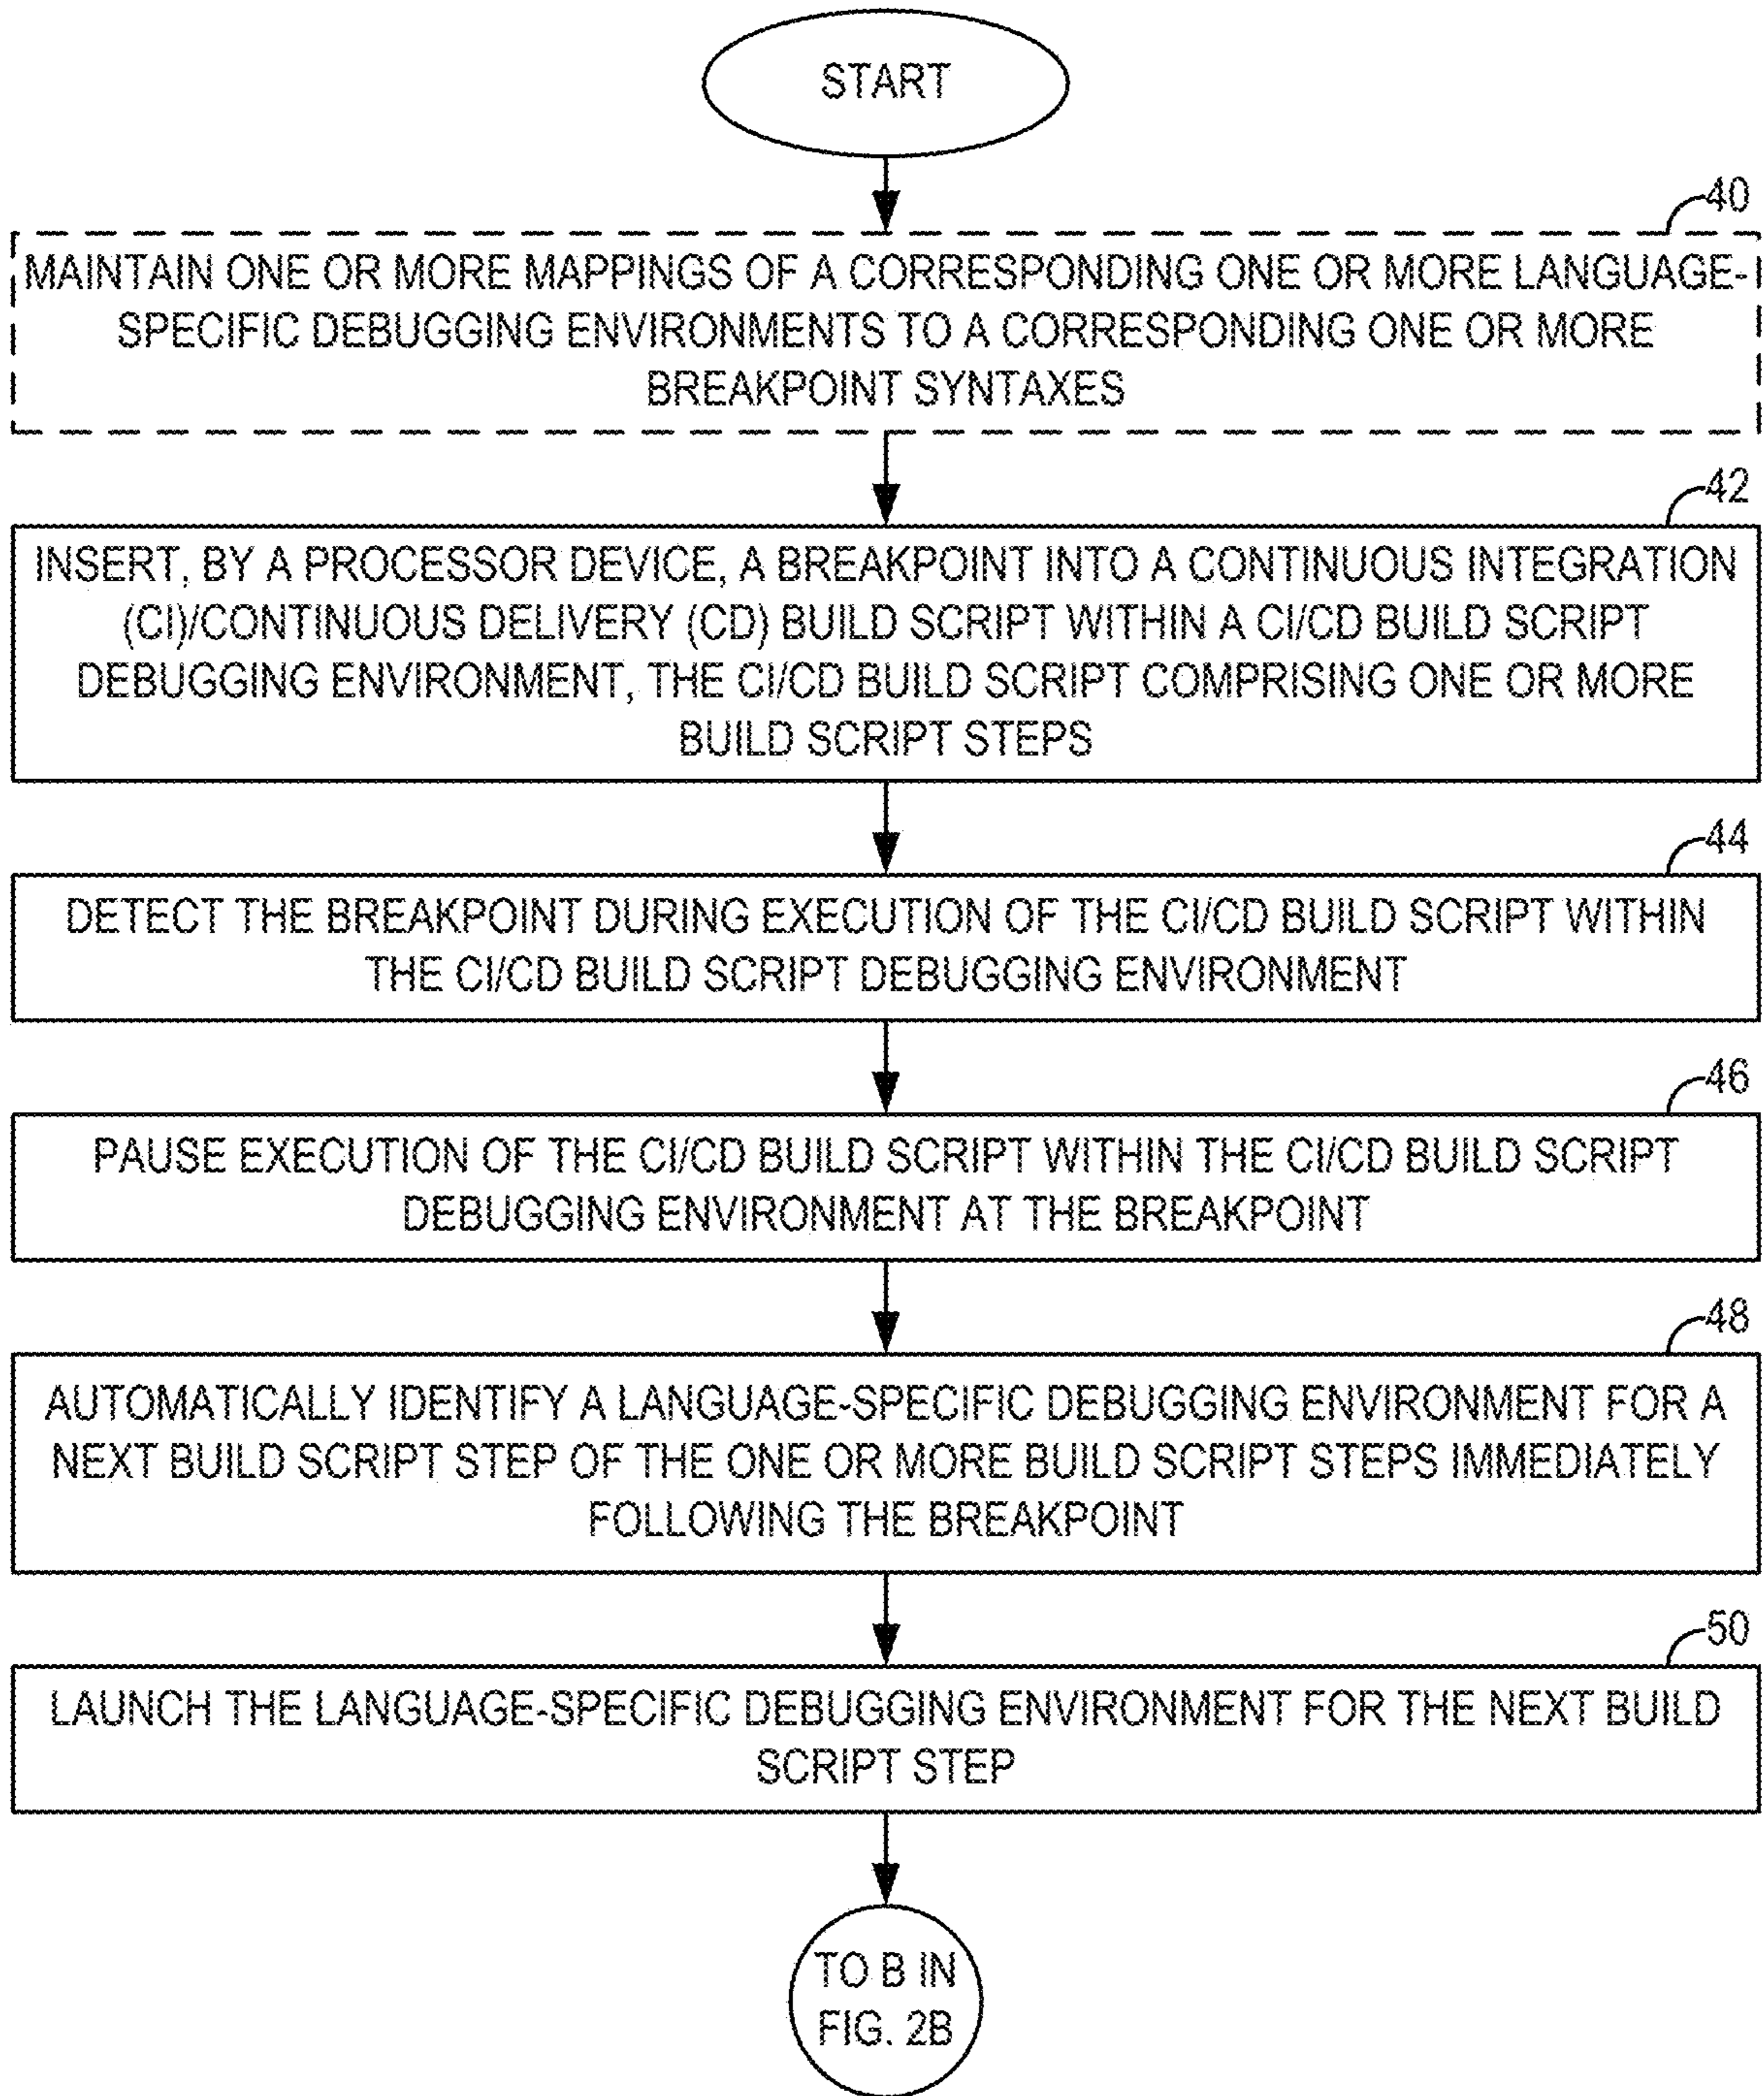 START
40
MAINTAIN ONE OR MORE MAPPINGS OF A CORRESPONDING ONE OR MORE LANGUAGE-
SPECIFIC DEBUGGING ENVIRONMENTS TO A CORRESPONDING ONE OR MORE
BREAKPOINT SYNTAXES
42
INSERT, BY A PROCESSOR DEVICE, A BREAKPOINT INTO A CONTINUOUS INTEGRATION
(CI)/CONTINUOUS DELIVERY (CD) BUILD SCRIPT WITHIN A CI/CD BUILD SCRIPT
DEBUGGING ENVIRONMENT, THE CI/CD BUILD SCRIPT COMPRISING ONE OR MORE
BUILD SCRIPT STEPS
44
DETECT THE BREAKPOINT DURING EXECUTION OF THE CI/CD BUILD SCRIPT WITHIN
THE CI/CD BUILD SCRIPT DEBUGGING ENVIRONMENT
46
PAUSE EXECUTION OF THE CI/CD BUILD SCRIPT WITHIN THE CI/CD BUILD SCRIPT
DEBUGGING ENVIRONMENT AT THE BREAKPOINT
48
AUTOMATICALLY IDENTIFY A LANGUAGE-SPECIFIC DEBUGGING ENVIRONMENT FOR A
NEXT BUILD SCRIPT STEP OF THE ONE OR MORE BUILD SCRIPT STEPS IMMEDIATELY
FOLLOWING THE BREAKPOINT
50
LAUNCH THE LANGUAGE-SPECIFIC DEBUGGING ENVIRONMENT FOR THE NEXT BUILD
SCRIPT STEP
TO B IN
FIG. 2B